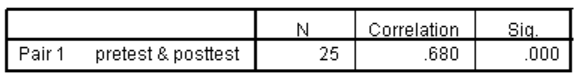 N Correlation Sig.
Pair 1 pretest & posttest 25 .680 .000